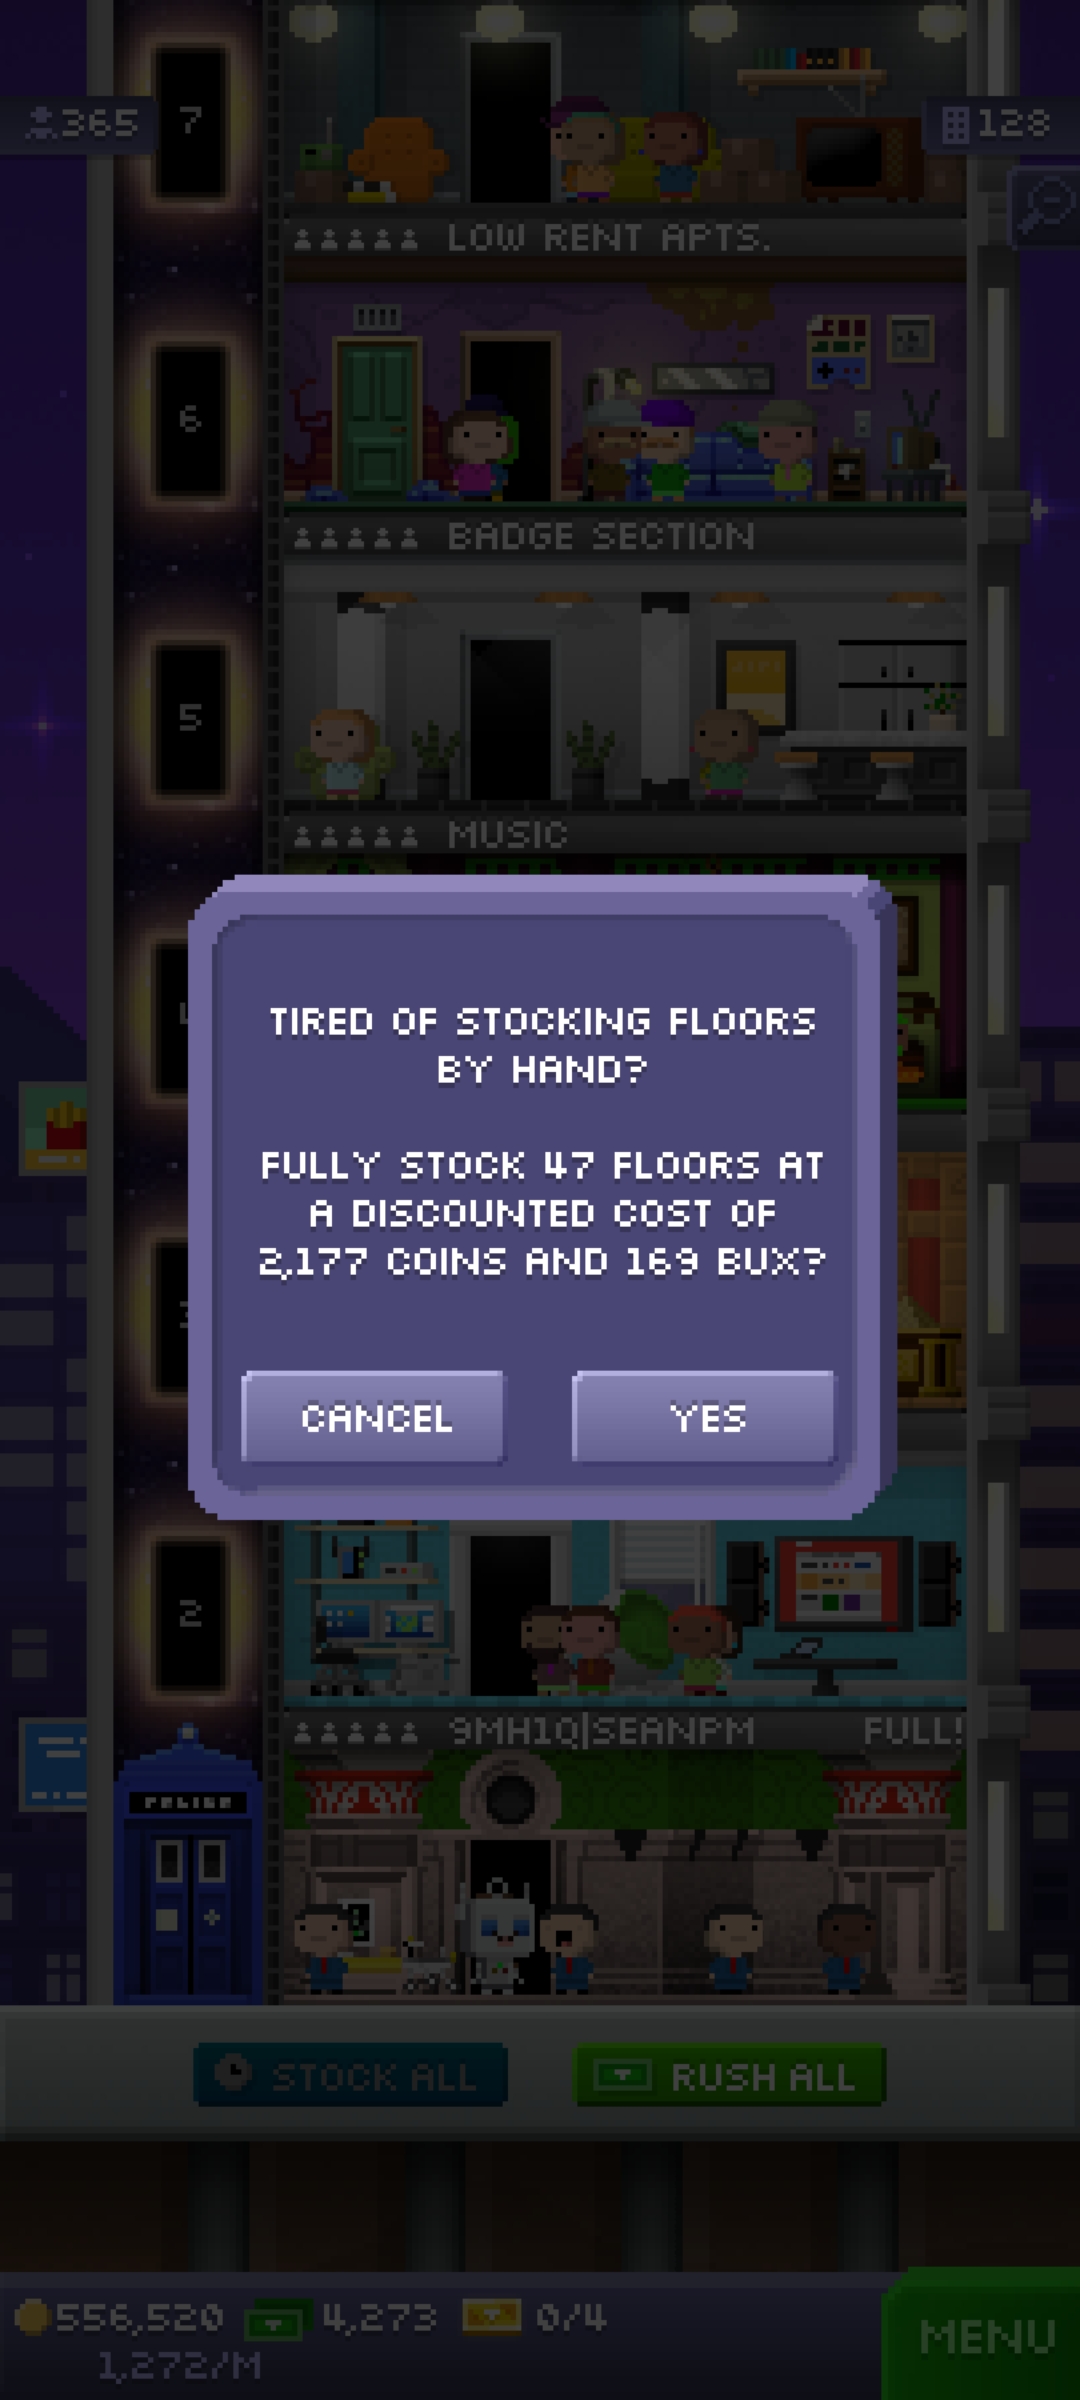 7
365
128
LOW RENT APTS.
6
BADGE SECTION
5
MUSIC
TIRED OF STOCKING FLOORS
BY HAND?
FULLY STOCK 47 FLOORS AT
A DISCOUNTED COST OF
2,177 COINS AND 169 BUX?
CANCEL
YES
2
9MH1Q|SEANPM
FULL!
POLICE
STOCK ALL
RUSH ALL
556,520
4,273
0/4
MENU
1,272/M